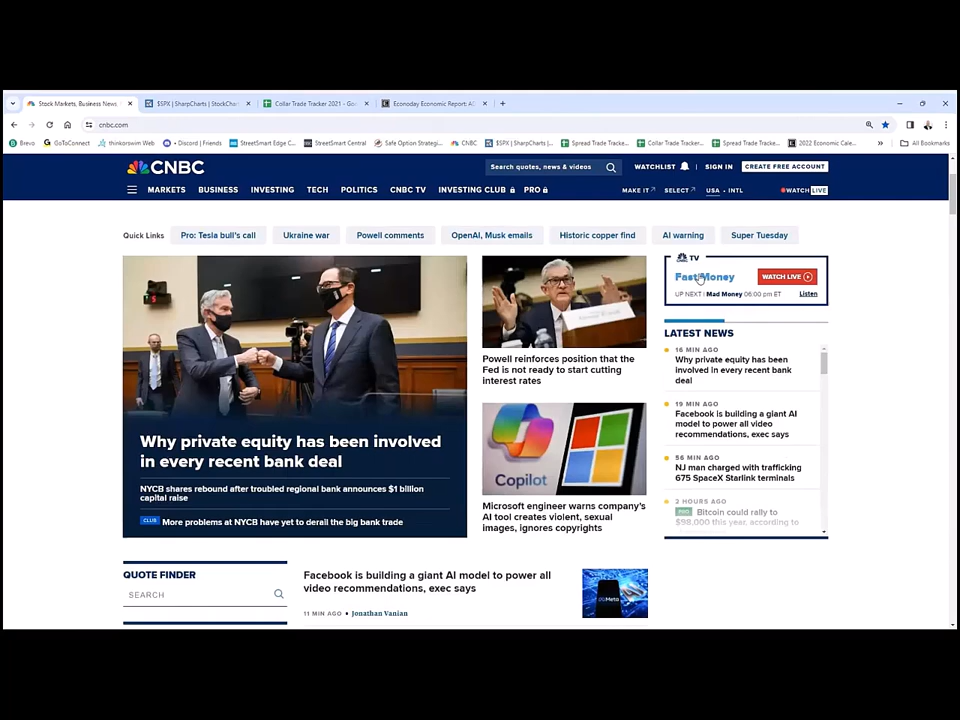 Stock Markets, Business News,
$SPX | SharpCharts | StockChar
Collar Trade Tracker 2021 - Goo
Econoday Economic Report: AD
cnbc.com
Brevo
GoToConnect
thinkorswim Web
Discord | Friends
StreetSmart Edge C...
StreetSmart Central
Safe Option Strategi...
CNBC
$SPX | SharpCharts...
Spread Trade Tracke...
Collar Trade Tracker...
Spread Trade Tracke...
2022 Economic Cale...
All Bookmarks
CNBC
Search quotes, news & videos
WATCHLIST
SIGN IN
CREATE FREE ACCOUNT
MARKETS
BUSINESS
INVESTING
TECH
POLITICS
CNBC TV
INVESTING CLUB
PRO
MAKE IT
SELECT
USA • INTL
WATCH LIVE
Quick Links
Pro: Tesla bull's call
Ukraine war
Powell comments
OpenAI, Musk emails
Historic copper find
AI warning
Super Tuesday
Why private equity has been involved
in every recent bank deal
NYCB shares rebound after troubled regional bank announces $1 billion
capital raise
CLUB More problems at NYCB have yet to derail the big bank trade
Powell reinforces position that the
Fed is not ready to start cutting
interest rates
Copilot
Microsoft engineer warns company's
AI tool creates violent, sexual
images, ignores copyrights
TV
Fast Money
WATCH LIVE
UP NEXT | Mad Money 06:00 pm ET
Listen
LATEST NEWS
16 MIN AGO
Why private equity has been
involved in every recent bank
deal
19 MIN AGO
Facebook is building a giant AI
model to power all video
recommendations, exec says
56 MIN AGO
NJ man charged with trafficking
675 SpaceX Starlink terminals
2 HOURS AGO
PRO Bitcoin could rally to
$98,000 this year, according to
QUOTE FINDER
SEARCH
Facebook is building a giant AI model to power all
video recommendations, exec says
11 MIN AGO • Jonathan Vanian
Meta